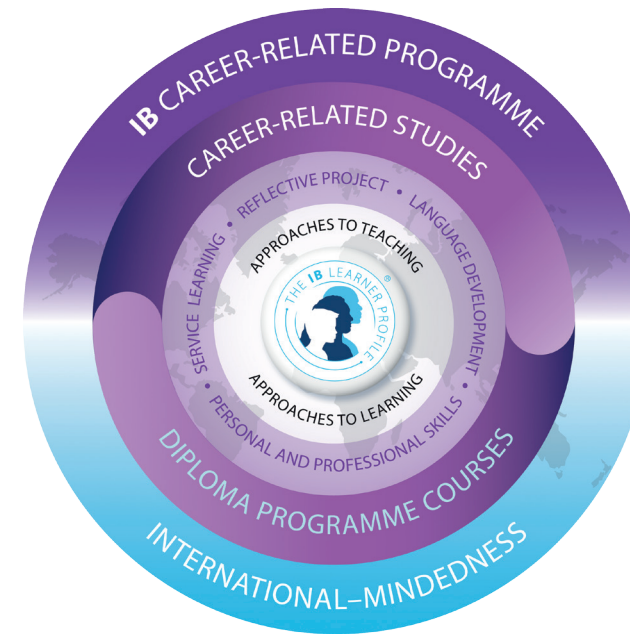 IB CAREER-RELATED PROGRAMME
CAREER-RELATED STUDIES
SERVICE LEARNING • REFLECTIVE PROJECT • LANGUAGE DEVELOPMENT • PERSONAL AND PROFESSIONAL SKILLS •
APPROACHES TO TEACHING
THE IB LEARNER PROFILE ®
APPROACHES TO LEARNING
DIPLOMA PROGRAMME COURSES
INTERNATIONAL–MINDEDNESS